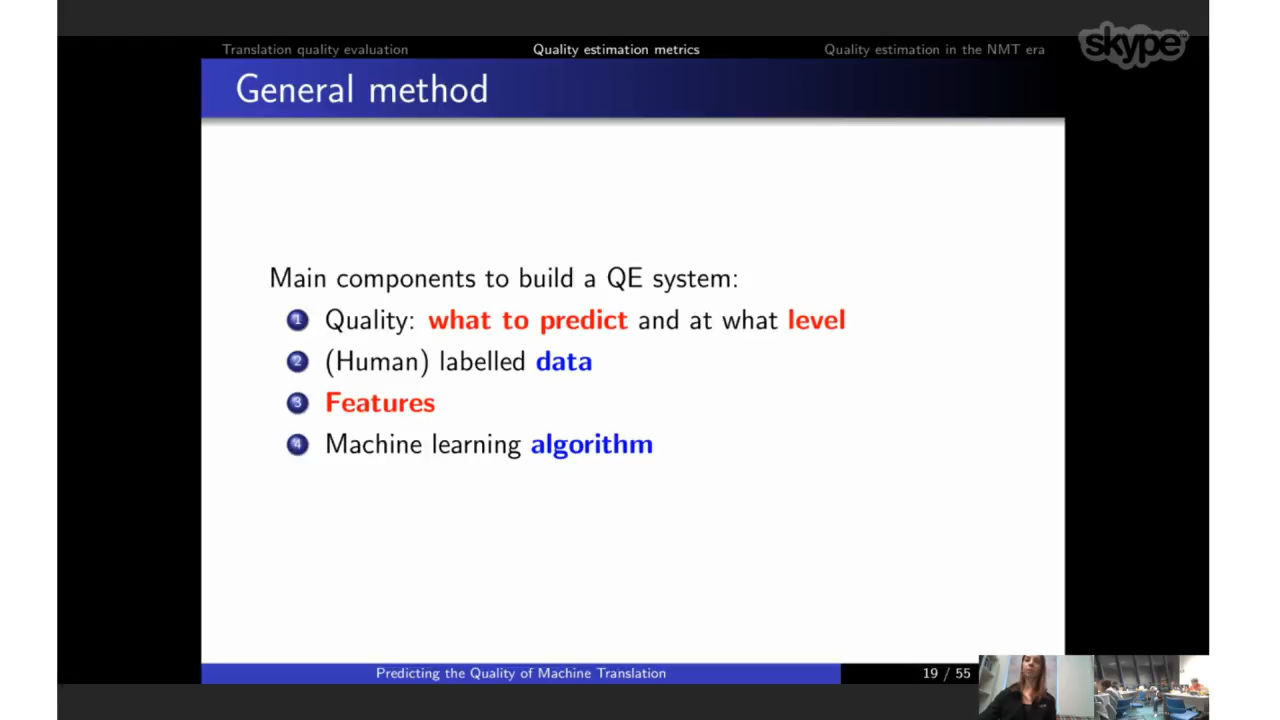 Translation quality evaluation
Quality estimation metrics
Quality estimation in the NMT era
skype™
General method
Main components to build a QE system:
1 Quality: what to predict and at what level
2 (Human) labelled data
3 Features
4 Machine learning algorithm
Predicting the Quality of Machine Translation
19 / 55